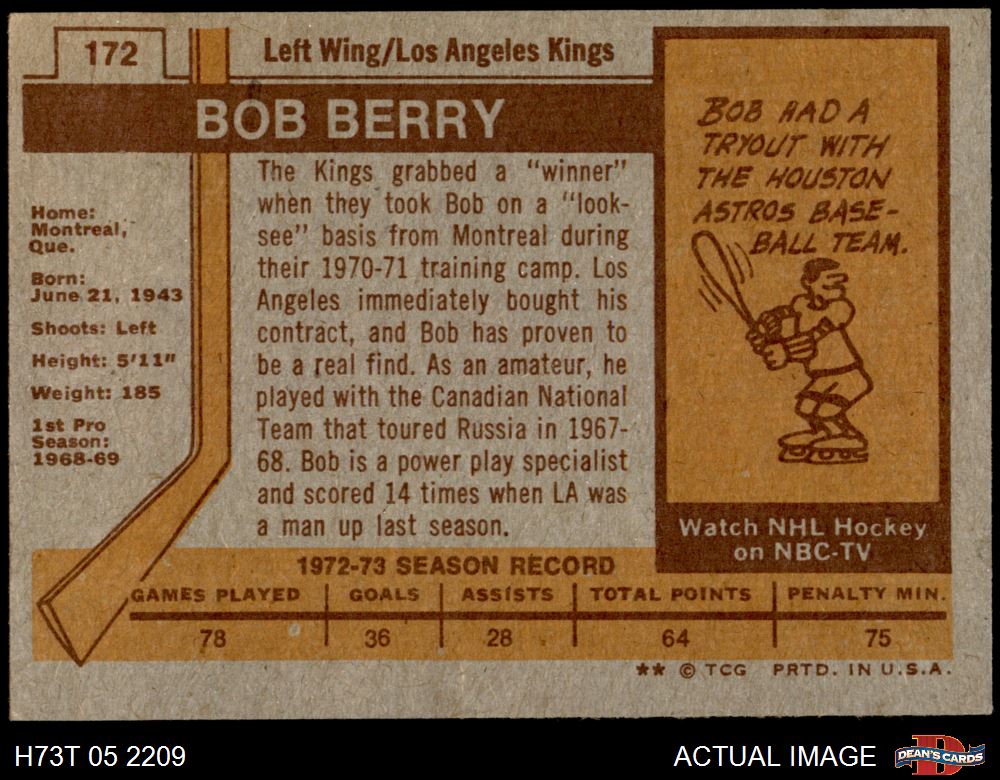 172
Left Wing/Los Angeles Kings
BOB BERRY
Home:
Montreal,
Que.
Born:
June 21, 1943
Shoots: Left
Height: 5'11"
Weight: 185
1st Pro
Season:
1968-69
The Kings grabbed a "winner"
when they took Bob on a "look-
see" basis from Montreal during
their 1970-71 training camp. Los
Angeles immediately bought his
contract, and Bob has proven to
be a real find. As an amateur, he
played with the Canadian National
Team that toured Russia in 1967-
68. Bob is a power play specialist
and scored 14 times when LA was
a man up last season.
BOB HAD A
TRYOUT WITH
THE HOUSTON
ASTROS BASE-
BALL TEAM.
Watch NHL Hockey
on NBC-TV
1972-73 SEASON RECORD
GAMES PLAYED GOALS ASSISTS TOTAL POINTS PENALTY MIN.
78 36 28 64 75
** © TCG PRTD. IN U.S.A.
H73T 05 2209 ACTUAL IMAGE D DEAN'S CARDS